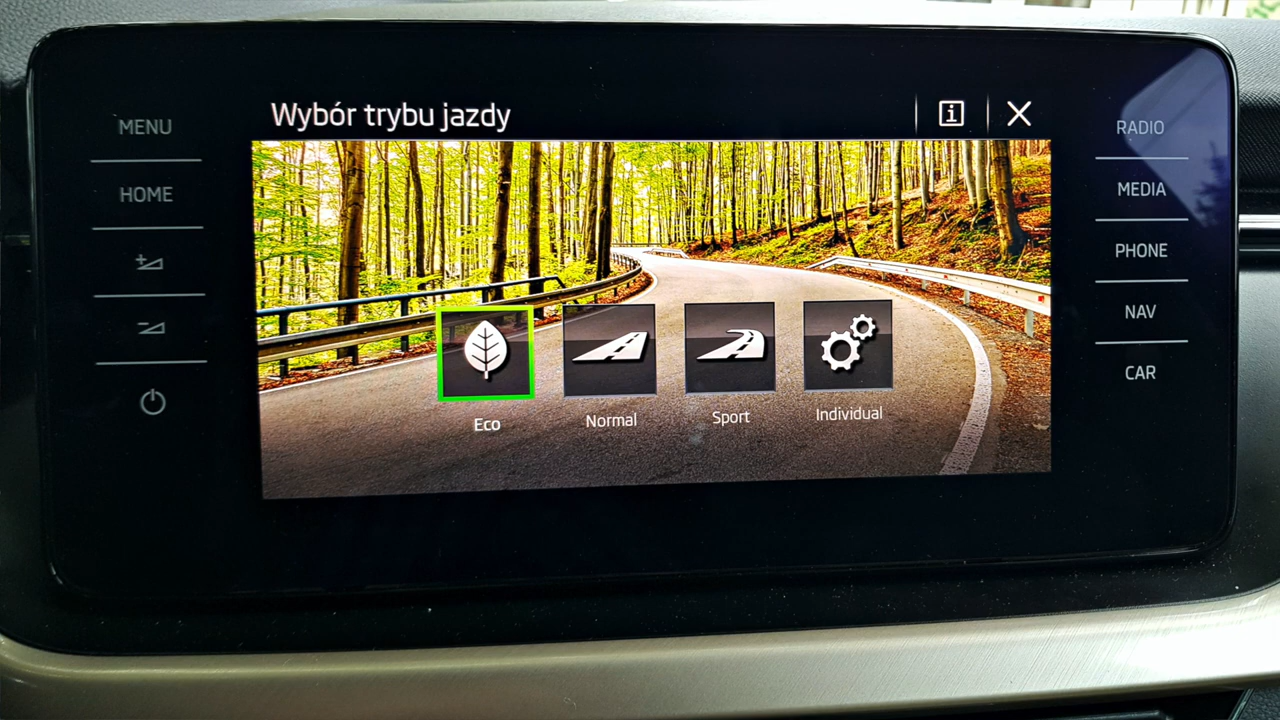 Wybór trybu jazdy
MENU
HOME
RADIO
MEDIA
PHONE
NAV
CAR
Eco
Normal
Sport
Individual